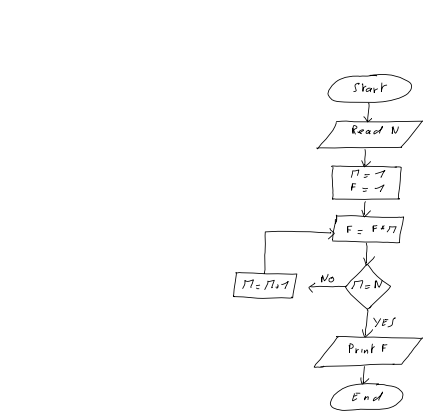 Start
Read N
M = 1
F = 1
F = F*M
NO
M = N
M = M+1
YES
Print F
End